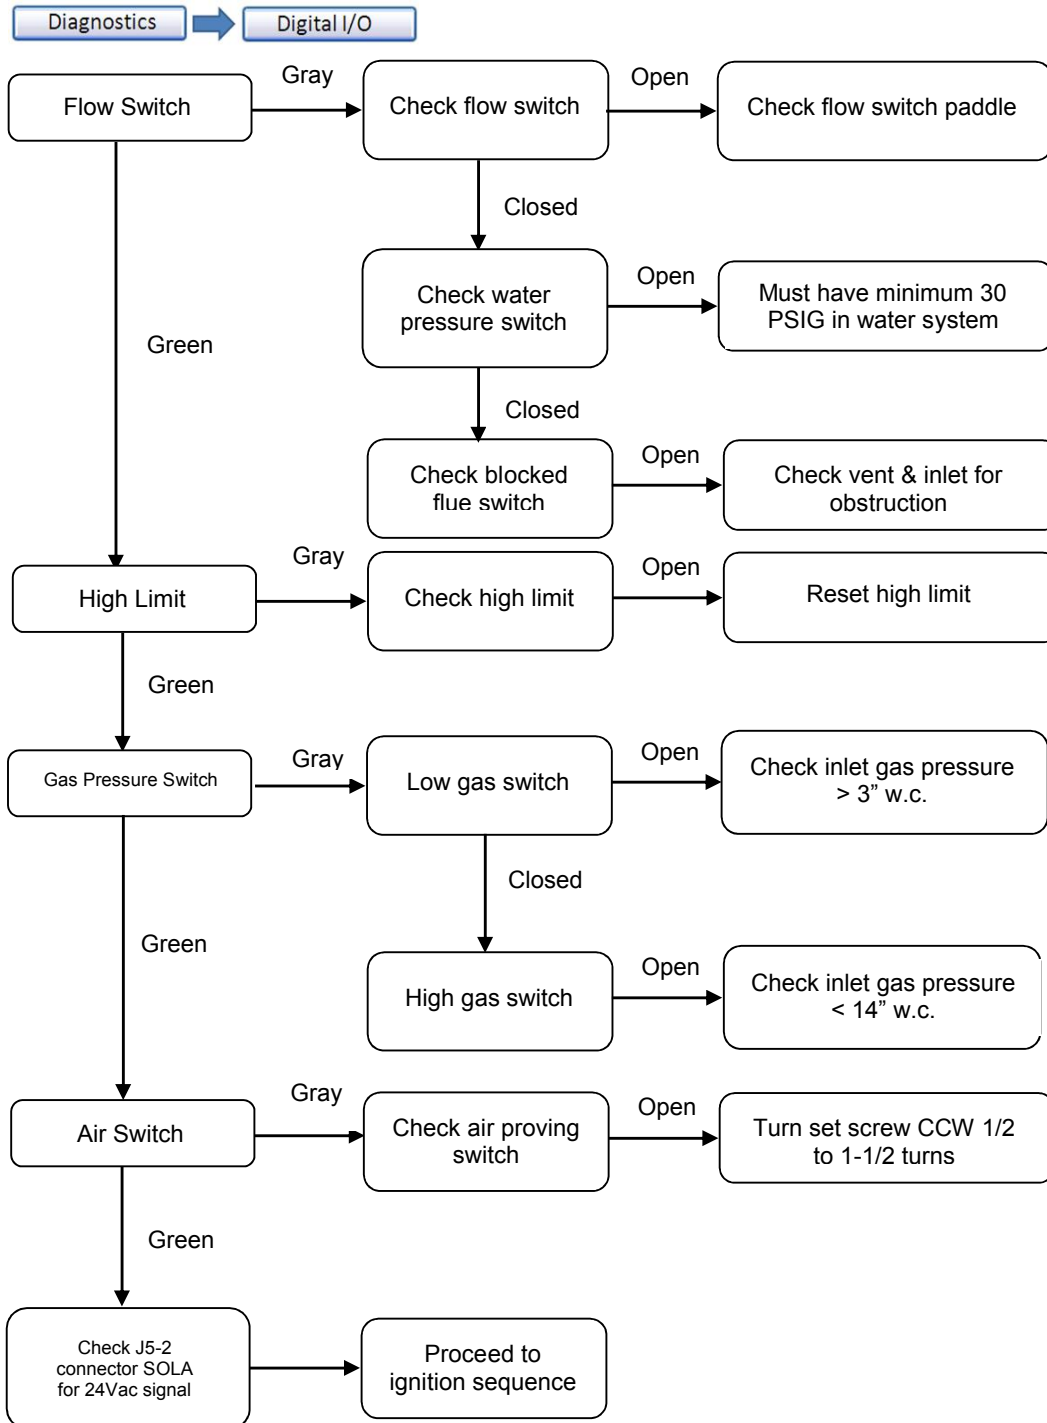 Diagnostics
Digital I/O
Flow Switch
Gray
Check flow switch
Open
Check flow switch paddle
Closed
Check water
pressure switch
Open
Must have minimum 30
PSIG in water system
Green
Closed
Check blocked
flue switch
Open
Check vent & inlet for
obstruction
High Limit
Gray
Check high limit
Open
Reset high limit
Green
Gas Pressure Switch
Gray
Low gas switch
Open
Check inlet gas pressure
> 3” w.c.
Closed
Green
High gas switch
Open
Check inlet gas pressure
< 14” w.c.
Air Switch
Gray
Check air proving
switch
Open
Turn set screw CCW 1/2
to 1-1/2 turns
Green
Check J5-2
connector SOLA
for 24Vac signal
Proceed to
ignition sequence